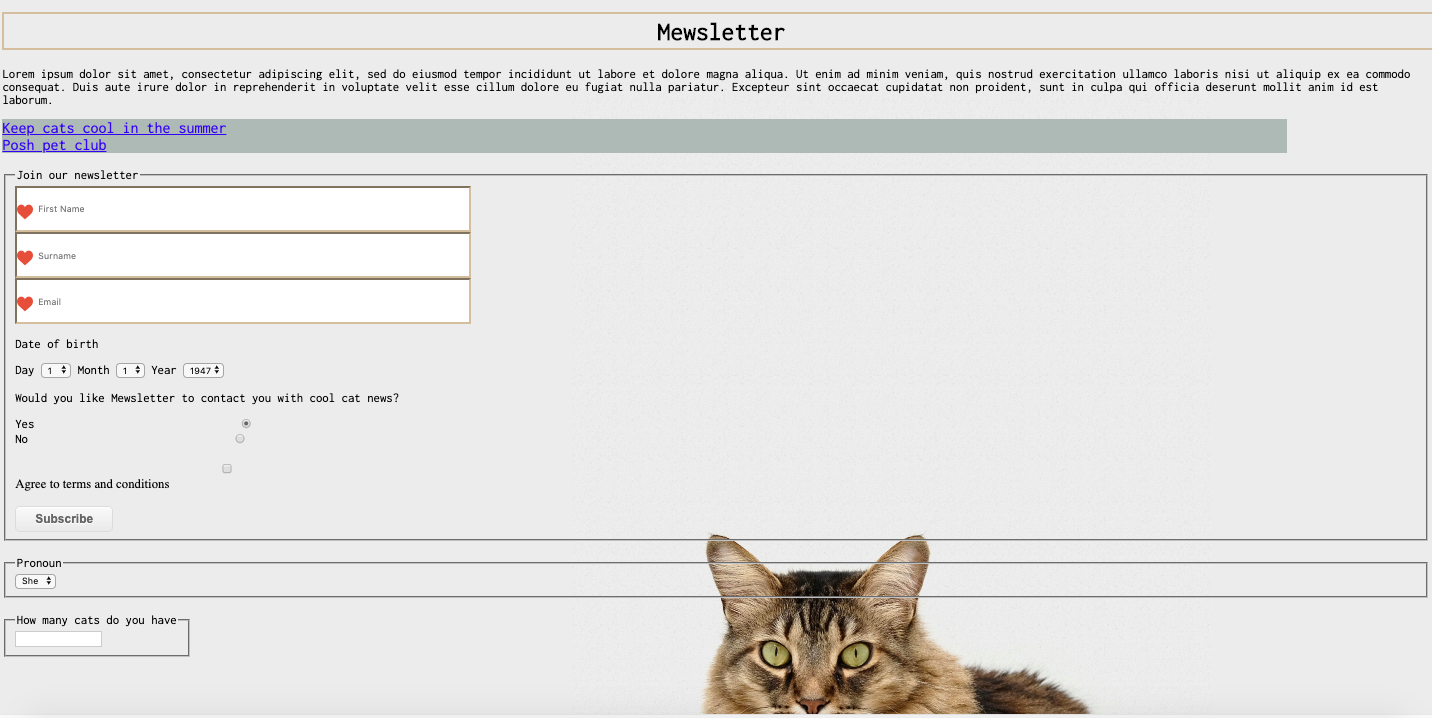 Mewsletter
Lorem ipsum dolor sit amet, consectetur adipiscing elit, sed do eiusmod tempor incididunt ut labore et dolore magna aliqua. Ut enim ad minim veniam, quis nostrud exercitation ullamco laboris nisi ut aliquip ex ea commodo
consequat. Duis aute irure dolor in reprehenderit in voluptate velit esse cillum dolore eu fugiat nulla pariatur. Excepteur sint occaecat cupidatat non proident, sunt in culpa qui officia deserunt mollit anim id est
laborum.
Keep cats cool in the summer
Posh pet club
Join our newsletter
First Name
Surname
Email
Date of birth
Day 1 Month 1 Year 1947
Would you like Mewsletter to contact you with cool cat news?
Yes
No
Agree to terms and conditions
Subscribe
Pronoun
She
How many cats do you have